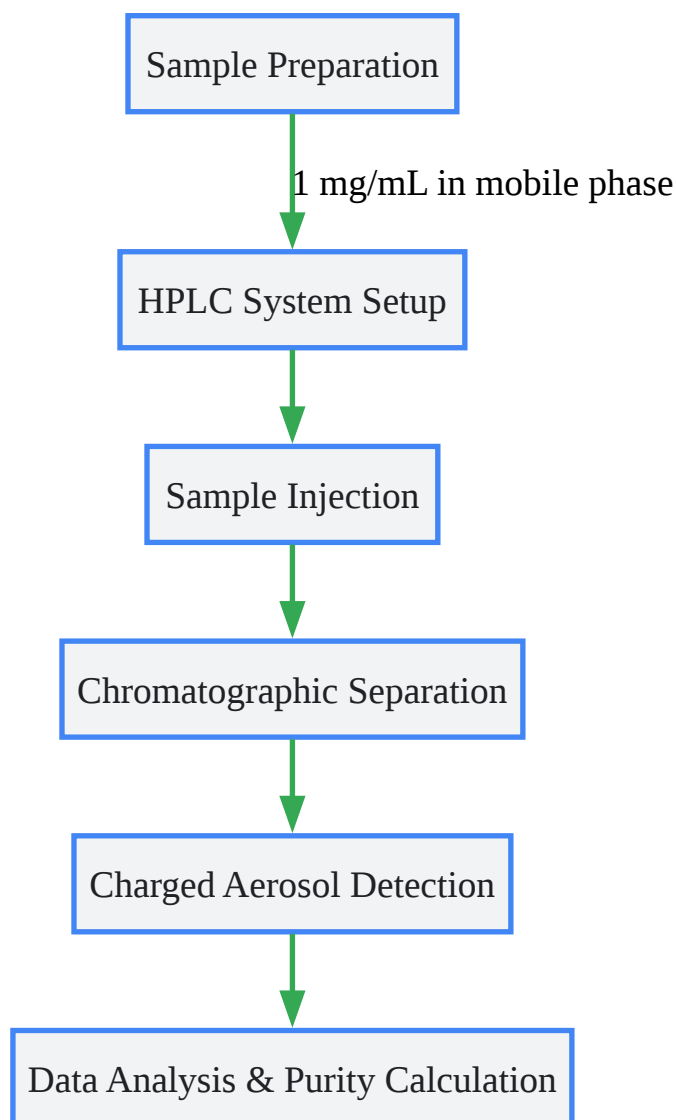 Sample Preparation
1 mg/mL in mobile phase
HPLC System Setup
Sample Injection
Chromatographic Separation
Charged Aerosol Detection
Data Analysis & Purity Calculation